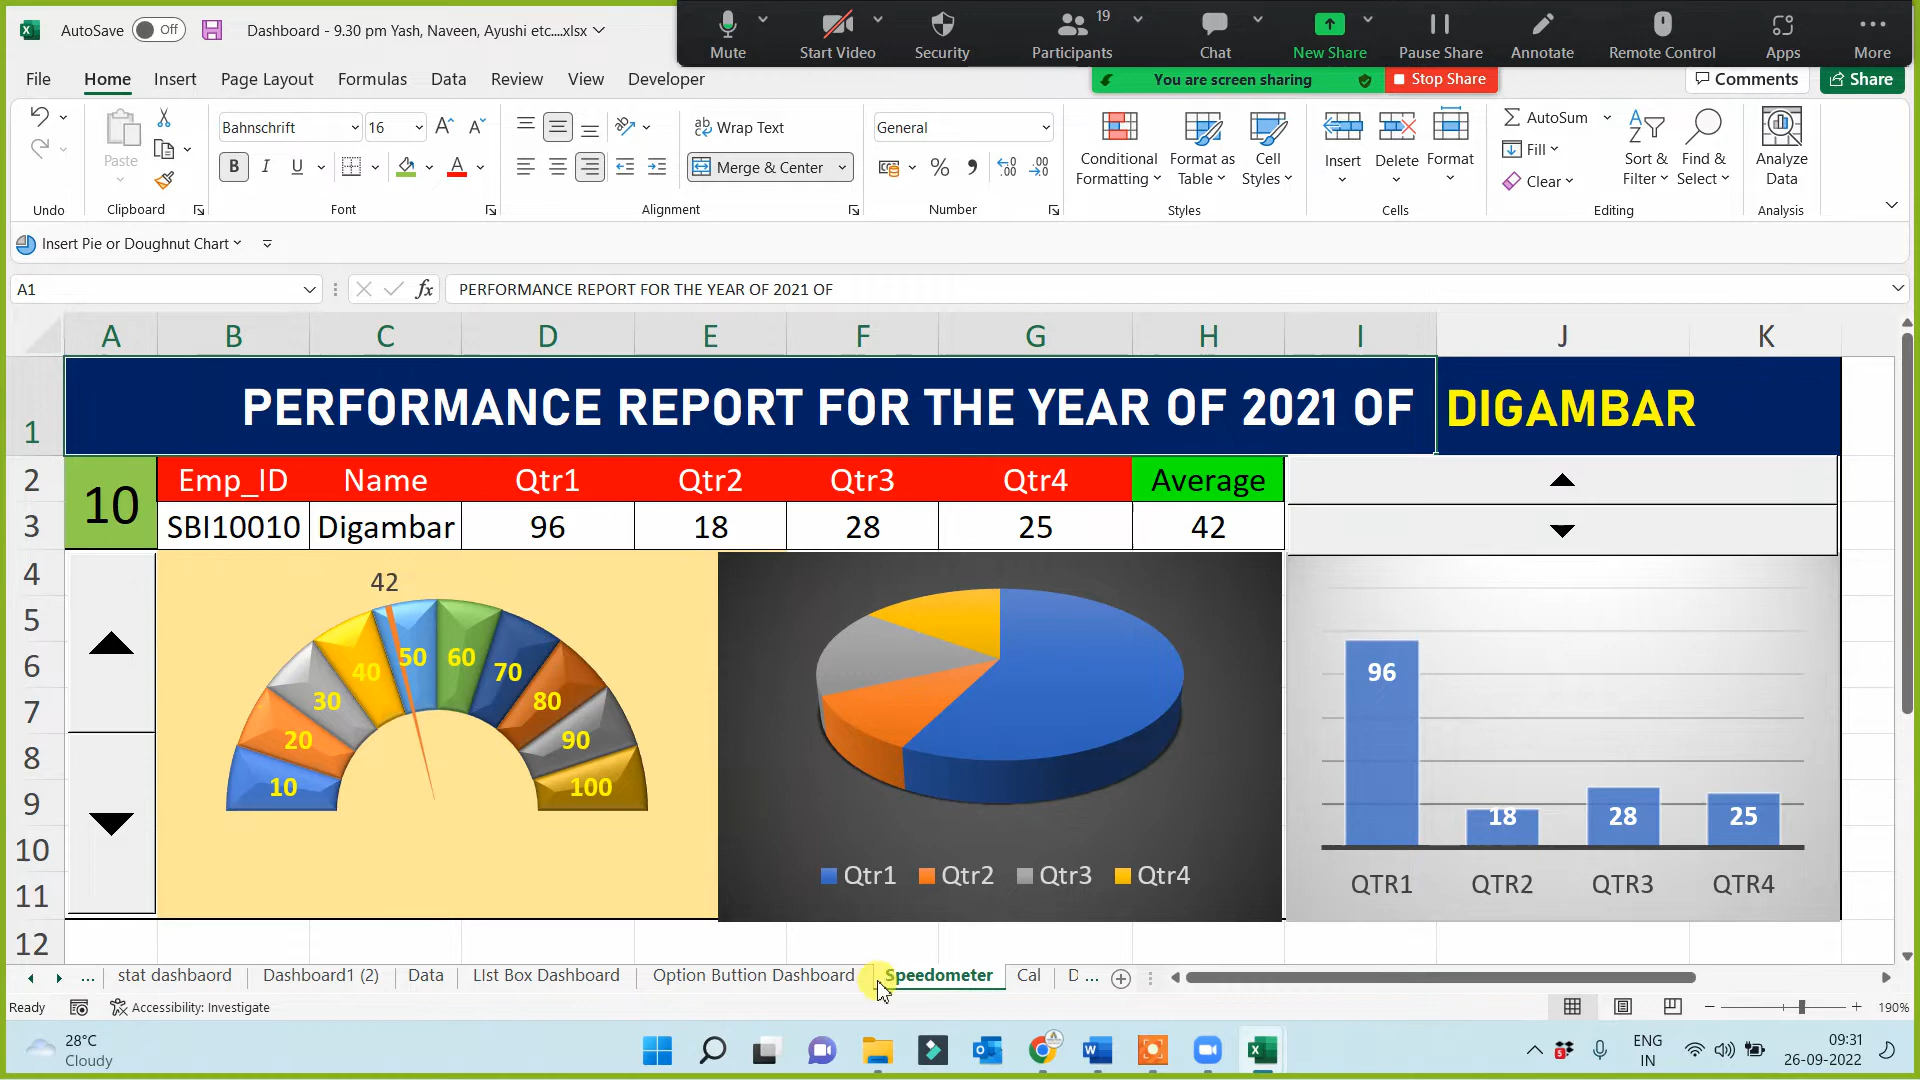 AutoSave Off Dashboard - 9.30 pm Yash, Naveen, Ayushi etc....xlsx
Mute Start Video Security Participants 19 Chat New Share Pause Share Annotate Remote Control Apps More
You are screen sharing Stop Share
File Home Insert Page Layout Formulas Data Review View Developer Comments Share
Bahnschrift 16 Wrap Text General AutoSum
Paste B I U Merge & Center Conditional Formatting Format as Table Cell Styles Insert Delete Format Fill Clear Sort & Filter Find & Select Analyze Data
Undo Clipboard Font Alignment Number Styles Cells Editing Analysis
Insert Pie or Doughnut Chart
A1 fx PERFORMANCE REPORT FOR THE YEAR OF 2021 OF
A B C D E F G H I J K
1 PERFORMANCE REPORT FOR THE YEAR OF 2021 OF DIGAMBAR
2 10 Emp_ID Name Qtr1 Qtr2 Qtr3 Qtr4 Average
3 SBI10010 Digambar 96 18 28 25 42
4
5
6
7
8
9
10
11
12
42
10 20 30 40 50 60 70 80 90 100
Qtr1 Qtr2 Qtr3 Qtr4
96 18 28 25
QTR1 QTR2 QTR3 QTR4
... stat dashbaord Dashboard1 (2) Data LIst Box Dashboard Option Buttion Dashboard Speedometer Cal D ...
Ready Accessibility: Investigate 190%
28°C
Cloudy
ENG
IN
09:31
26-09-2022